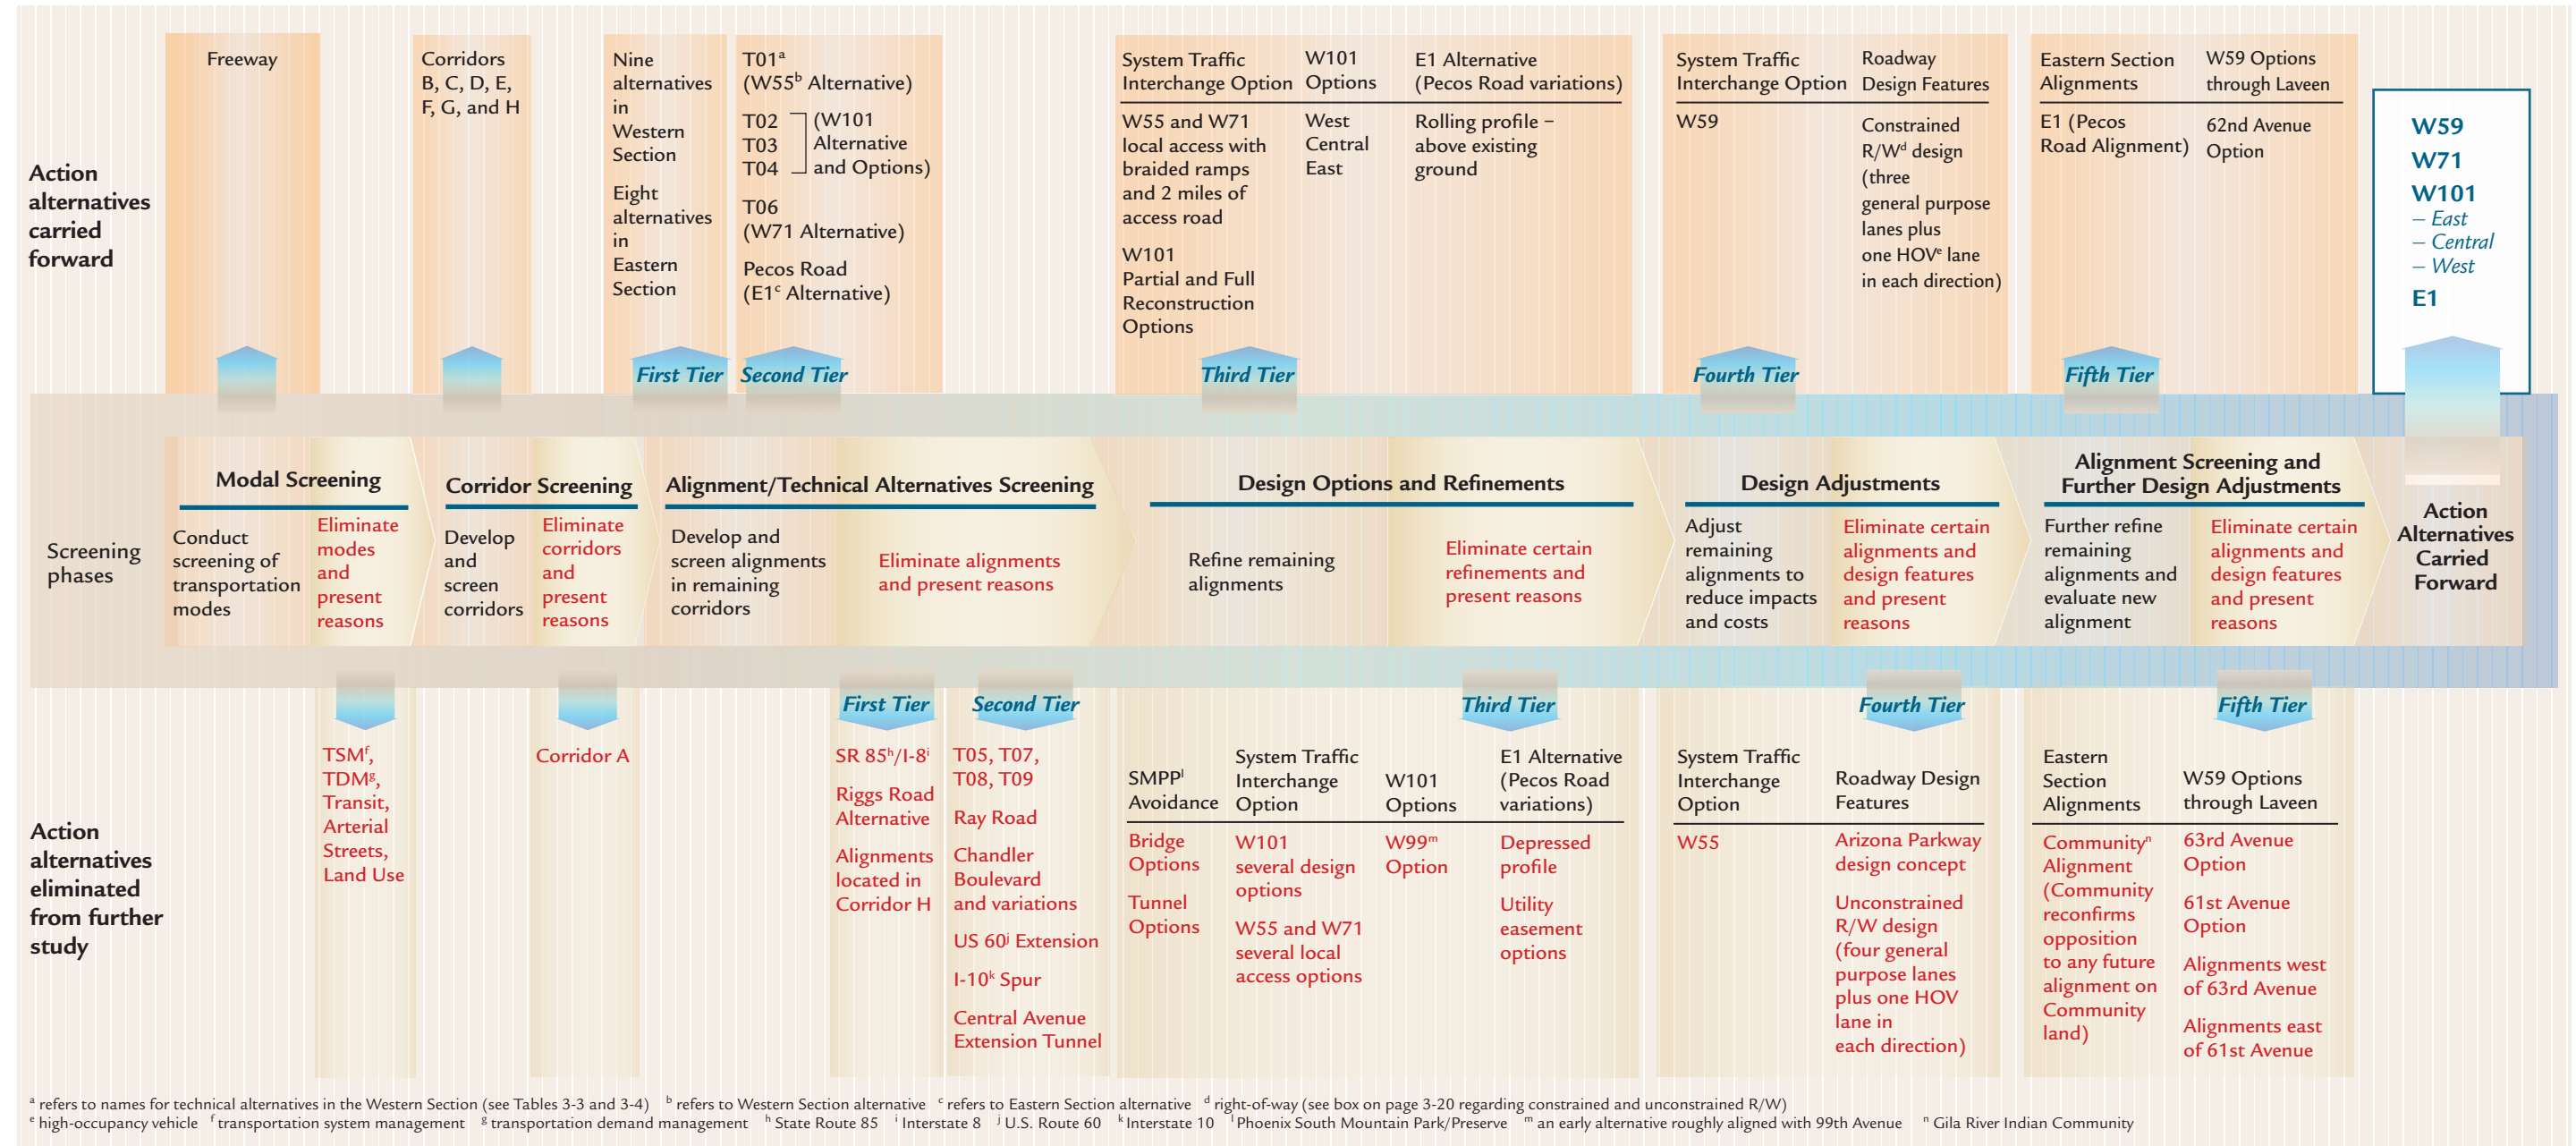 Action
alternatives
carried
forward
Freeway
Corridors
B, C, D, E,
F, G, and H
Nine
alternatives
in
Western
Section
Eight
alternatives
in
Eastern
Section
T01ᵃ
(W55ᵇ Alternative)
T02
T03
T04
(W101
Alternative
and Options)
T06
(W71 Alternative)
Pecos Road
(E1ᶜ Alternative)
System Traffic
Interchange Option
W55 and W71
local access with
braided ramps
and 2 miles of
access road
W101
Partial and Full
Reconstruction
Options
W101
Options
West
Central
East
E1 Alternative
(Pecos Road variations)
Rolling profile –
above existing
ground
System Traffic
Interchange Option
W59
Roadway
Design Features
Constrained
R/Wᵈ design
(three
general purpose
lanes plus
one HOVᵉ lane
in each direction)
Eastern Section
Alignments
E1 (Pecos
Road Alignment)
W59 Options
through Laveen
62nd Avenue
Option
W59
W71
W101
– East
– Central
– West
E1
First Tier
Second Tier
Third Tier
Fourth Tier
Fifth Tier
Screening
phases
Modal Screening
Conduct
screening of
transportation
modes
Eliminate
modes
and
present
reasons
Corridor Screening
Develop
and
screen
corridors
Eliminate
corridors
and
present
reasons
Alignment/Technical Alternatives Screening
Develop and
screen alignments
in remaining
corridors
Eliminate alignments
and present reasons
Design Options and Refinements
Refine remaining
alignments
Eliminate certain
refinements and
present reasons
Design Adjustments
Adjust
remaining
alignments to
reduce impacts
and costs
Eliminate certain
alignments and
design features
and present
reasons
Alignment Screening and
Further Design Adjustments
Further refine
remaining
alignments and
evaluate new
alignment
Eliminate certain
alignments and
design features
and present
reasons
Action
Alternatives
Carried
Forward
First Tier
Second Tier
Third Tier
Fourth Tier
Fifth Tier
Action
alternatives
eliminated
from further
study
TSMᶠ,
TDMᵍ,
Transit,
Arterial
Streets,
Land Use
Corridor A
SR 85ʰ/I-8ⁱ
Riggs Road
Alternative
Alignments
located in
Corridor H
T05, T07,
T08, T09
Ray Road
Chandler
Boulevard
and variations
US 60ʲ Extension
I-10ᵏ Spur
Central Avenue
Extension Tunnel
SMPPˡ
Avoidance
Bridge
Options
Tunnel
Options
System Traffic
Interchange
Option
W101
several design
options
W55 and W71
several local
access options
W101
Options
W99ᵐ
Option
E1 Alternative
(Pecos Road
variations)
Depressed
profile
Utility
easement
options
System Traffic
Interchange
Option
W55
Roadway Design
Features
Arizona Parkway
design concept
Unconstrained
R/W design
(four general
purpose lanes
plus one HOV
lane in
each direction)
Eastern
Section
Alignments
Communityⁿ
Alignment
(Community
reconfirms
opposition
to any future
alignment on
Community
land)
W59 Options
through Laveen
63rd Avenue
Option
61st Avenue
Option
Alignments west
of 63rd Avenue
Alignments east
of 61st Avenue
ᵃ refers to names for technical alternatives in the Western Section (see Tables 3-3 and 3-4) ᵇ refers to Western Section alternative ᶜ refers to Eastern Section alternative ᵈ right-of-way (see box on page 3-20 regarding constrained and unconstrained R/W)
ᵉ high-occupancy vehicle ᶠ transportation system management ᵍ transportation demand management ʰ State Route 85 ⁱ Interstate 8 ʲ U.S. Route 60 ᵏ Interstate 10 ˡ Phoenix South Mountain Park/Preserve ᵐ an early alternative roughly aligned with 99th Avenue ⁿ Gila River Indian Community